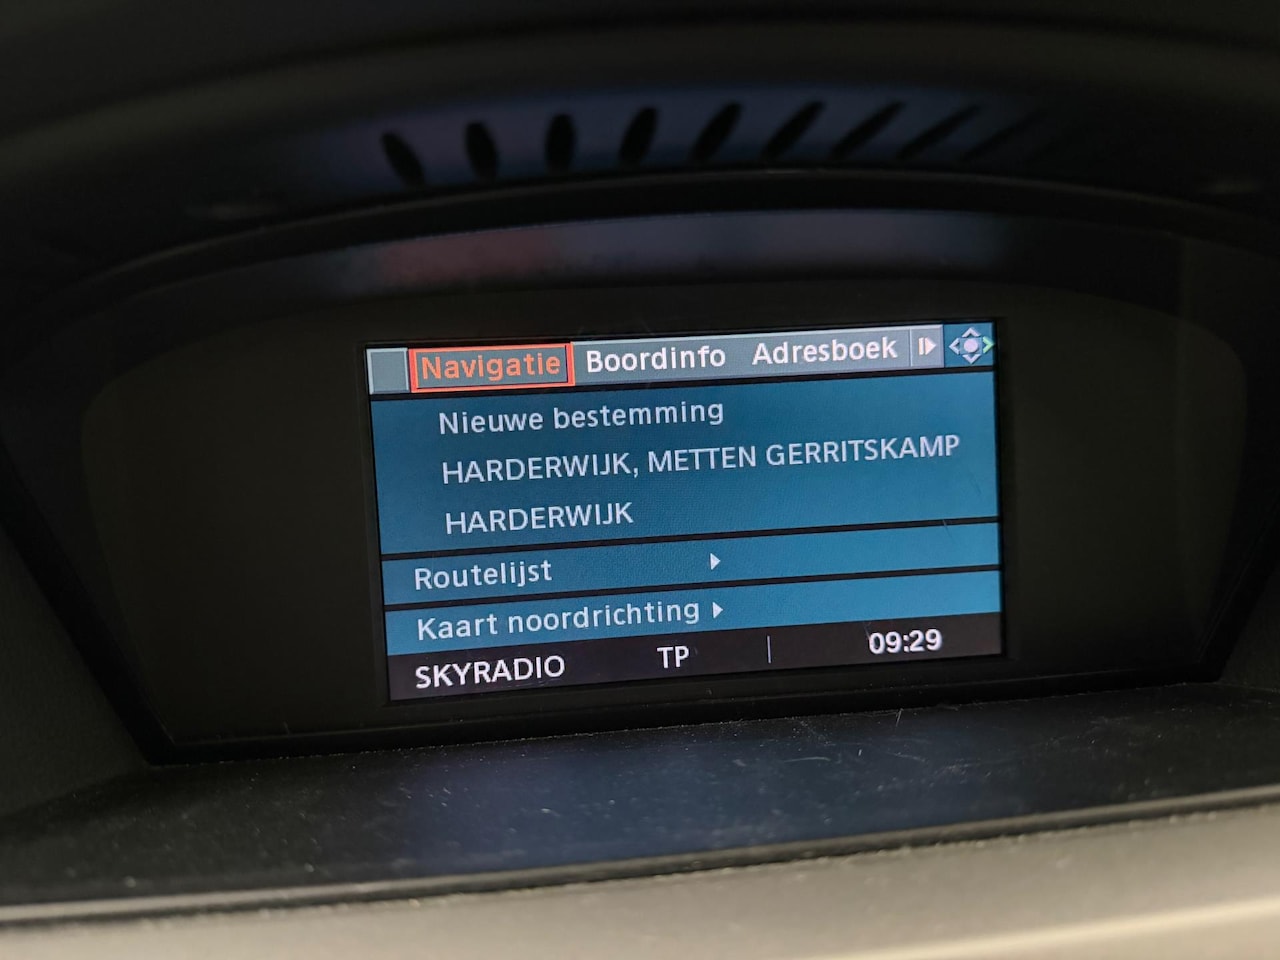 Navigatie Boordinfo Adresboek
Nieuwe bestemming
HARDERWIJK, METTEN GERRITSKAMP
HARDERWIJK
Routelijst
Kaart noordrichting
SKYRADIO TP 09:29